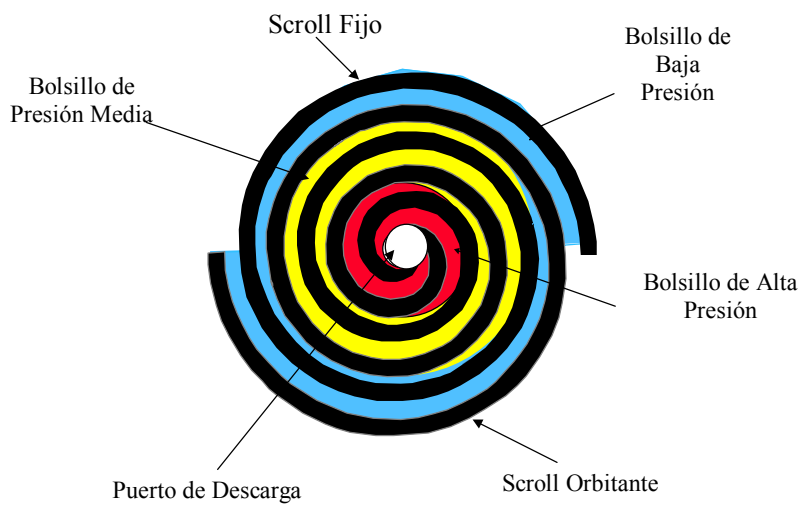 Scroll Fijo
Bolsillo de
Baja
Presión
Bolsillo de
Presión Media
Bolsillo de Alta
Presión
Scroll Orbitante
Puerto de Descarga